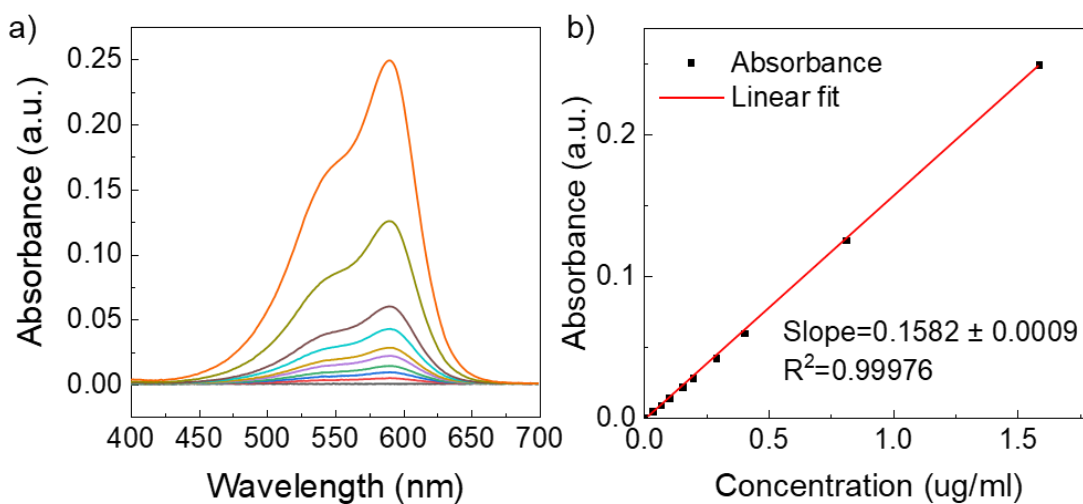 a)
0.25
0.20
0.15
0.10
0.05
0.00
Absorbance (a.u.)
400 450 500 550 600 650 700
Wavelength (nm)
b)
Absorbance
Linear fit
0.2
0.1
0.0
Absorbance (a.u.)
Slope=0.1582 ± 0.0009
R²=0.99976
0.0 0.5 1.0 1.5
Concentration (ug/ml)